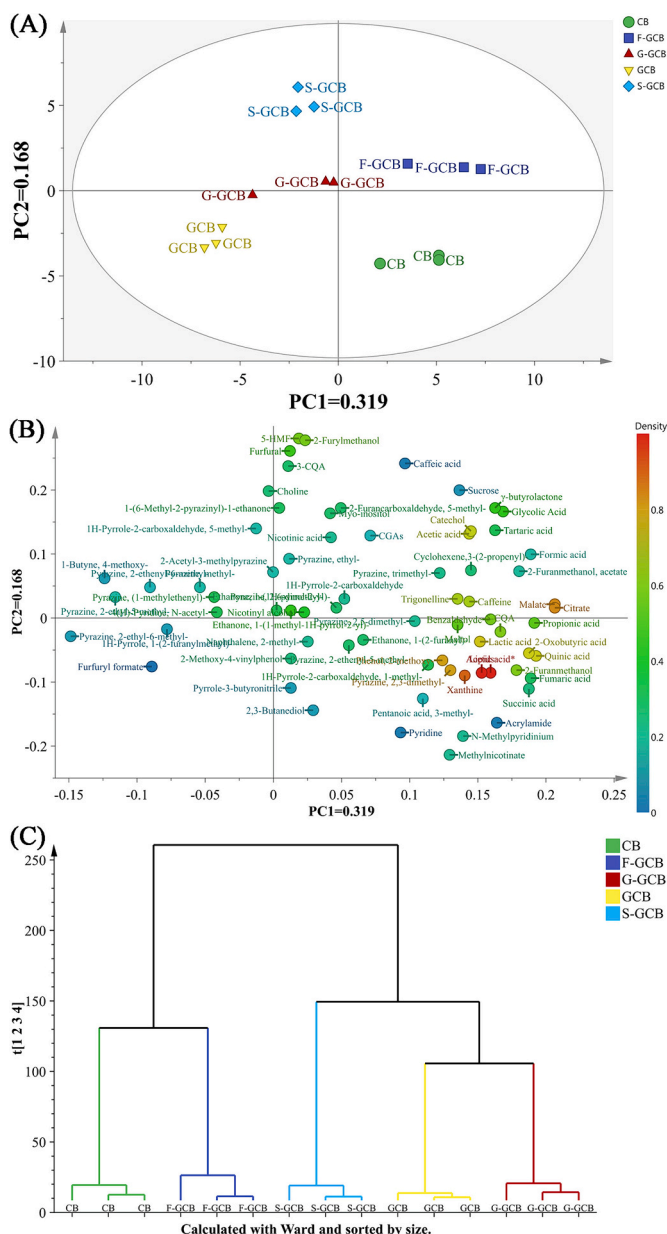 (A)
CB
F-GCB
G-GCB
GCB
S-GCB
10
5
0
-5
-10
PC2=0.168
S-GCB
S-GCB
S-GCB
F-GCB
F-GCB
F-GCB
G-GCB
G-GCB
G-GCB
GCB
GCB
GCB
CB
CB
CB
-10
-5
0
5
10
PC1=0.319
(B)
Density
0.8
0.6
0.4
0.2
0
PC2=0.168
0.2
0.1
0
-0.1
-0.2
5-HMF
2-Furylmethanol
Furfural
3-CQA
Caffeic acid
Choline
Sucrose
1-(6-Methyl-2-pyrazinyl)-1-ethanone
2-Furancarboxaldehyde, 5-methyl-
Myo-inositol
γ-butyrolactone
Glycolic Acid
1H-Pyrrole-2-carboxaldehyde, 5-methyl-
Nicotinic acid
CGAs
Catechol
Acetic acid
Tartaric acid
2-Acetyl-3-methylpyrazine
Pyrazine, ethyl-
Cyclohexene,3-(2-propenyl)-
Formic acid
1-Butyne, 4-methoxy-
Pyrazine, trimethyl-
2-Furanmethanol, acetate
1H-Pyrrole-2-carboxaldehyde
Trigonelline
Caffeine
Malate
Citrate
4(H)-Pyridine, N-acetyl-
Nicotinyl alcohol
Benzaldehyde
Propionic acid
Ethanone, 1-(1-methyl-1H-pyrrol-2-yl)-
Maltol
1H-Pyrrole, 1-(2-furanylmethyl)-
Pyrazine, 2-ethyl-6-methyl-
Naphthalene, 2-methyl-
Ethanone, 1-(2-furanyl)-
Lactic acid
2-Oxobutyric acid
Quinic acid
Furfuryl formate
2-Methoxy-4-vinylphenol
Pyrazine, 2,3-dimethyl-
2-Furanmethanol
1H-Pyrrole-2-carboxaldehyde, 1-methyl-
Xanthine
Fumaric acid
Pyrrole-3-butyronitrile
Pentanoic acid, 3-methyl-
Succinic acid
2,3-Butanediol
Acrylamide
Pyridine
N-Methylpyridinium
Methylnicotinate
-0.15
-0.1
-0.05
0
0.05
0.1
0.15
0.2
0.25
PC1=0.319
(C)
CB
F-GCB
G-GCB
GCB
S-GCB
250
200
150
100
50
0
t[1 2 3 4]
CB
CB
CB
F-GCB
F-GCB
F-GCB
S-GCB
S-GCB
S-GCB
GCB
GCB
GCB
G-GCB
G-GCB
G-GCB
Calculated with Ward and sorted by size.